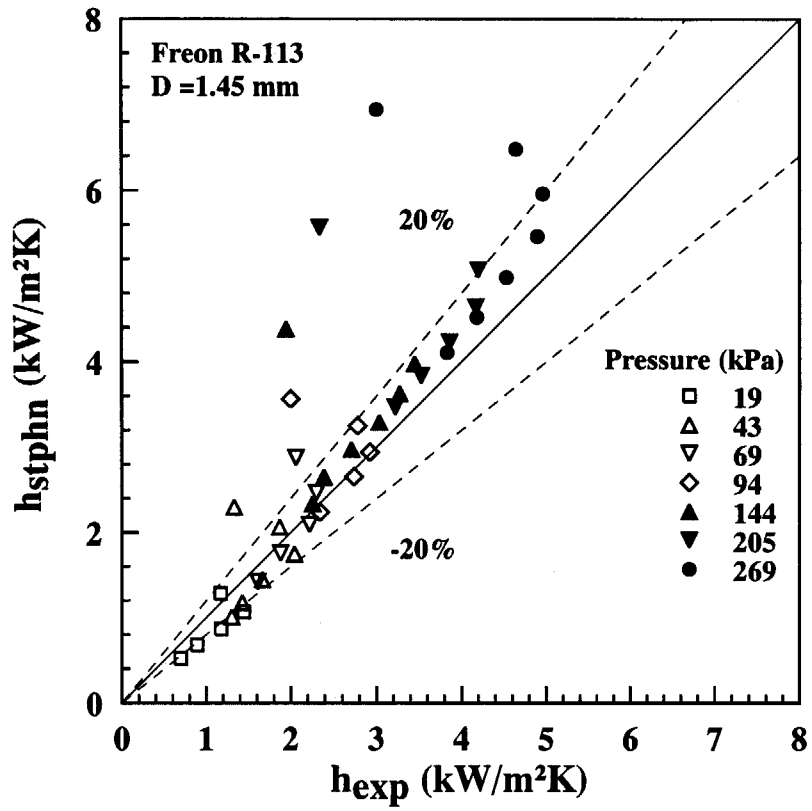 Freon R-113
D =1.45 mm
8
6
4
2
0
hstphn (kW/m²K)
20%
-20%
Pressure (kPa)
19
43
69
94
144
205
269
0 1 2 3 4 5 6 7 8
hexp (kW/m²K)